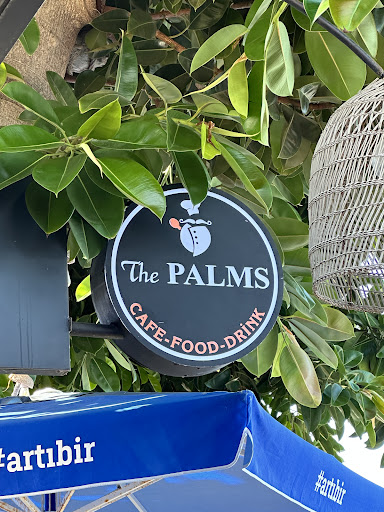 The PALMS
CAFE-FOOD-DRINK
#artıbir
#artıbir